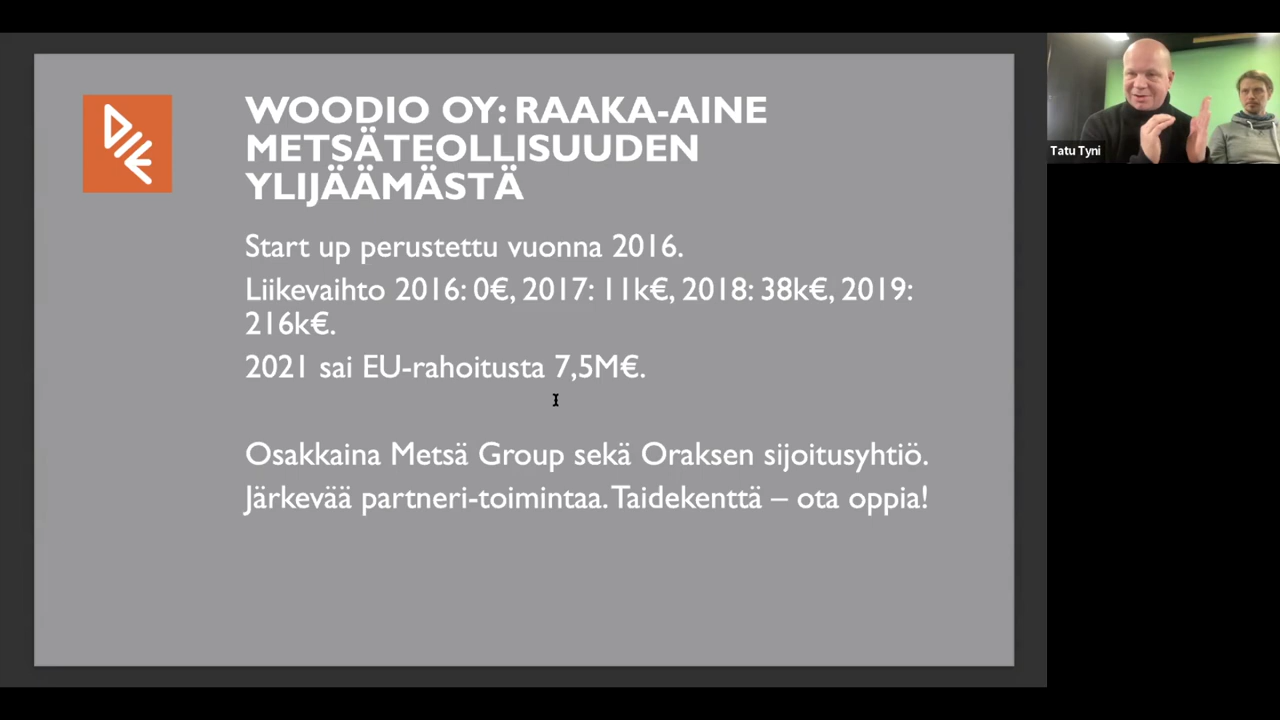 WOODIO OY: RAAKA-AINE
METSÄTEOLLISUUDEN
YLIJÄÄMÄSTÄ
Start up perustettu vuonna 2016.
Liikevaihto 2016: 0€, 2017: 11k€, 2018: 38k€, 2019:
216k€.
2021 sai EU-rahoitusta 7,5M€.
Osakkaina Metsä Group sekä Oraksen sijoitusyhtiö.
Järkevää partneri-toimintaa. Taidekenttä – ota oppia!
Tatu Tyni